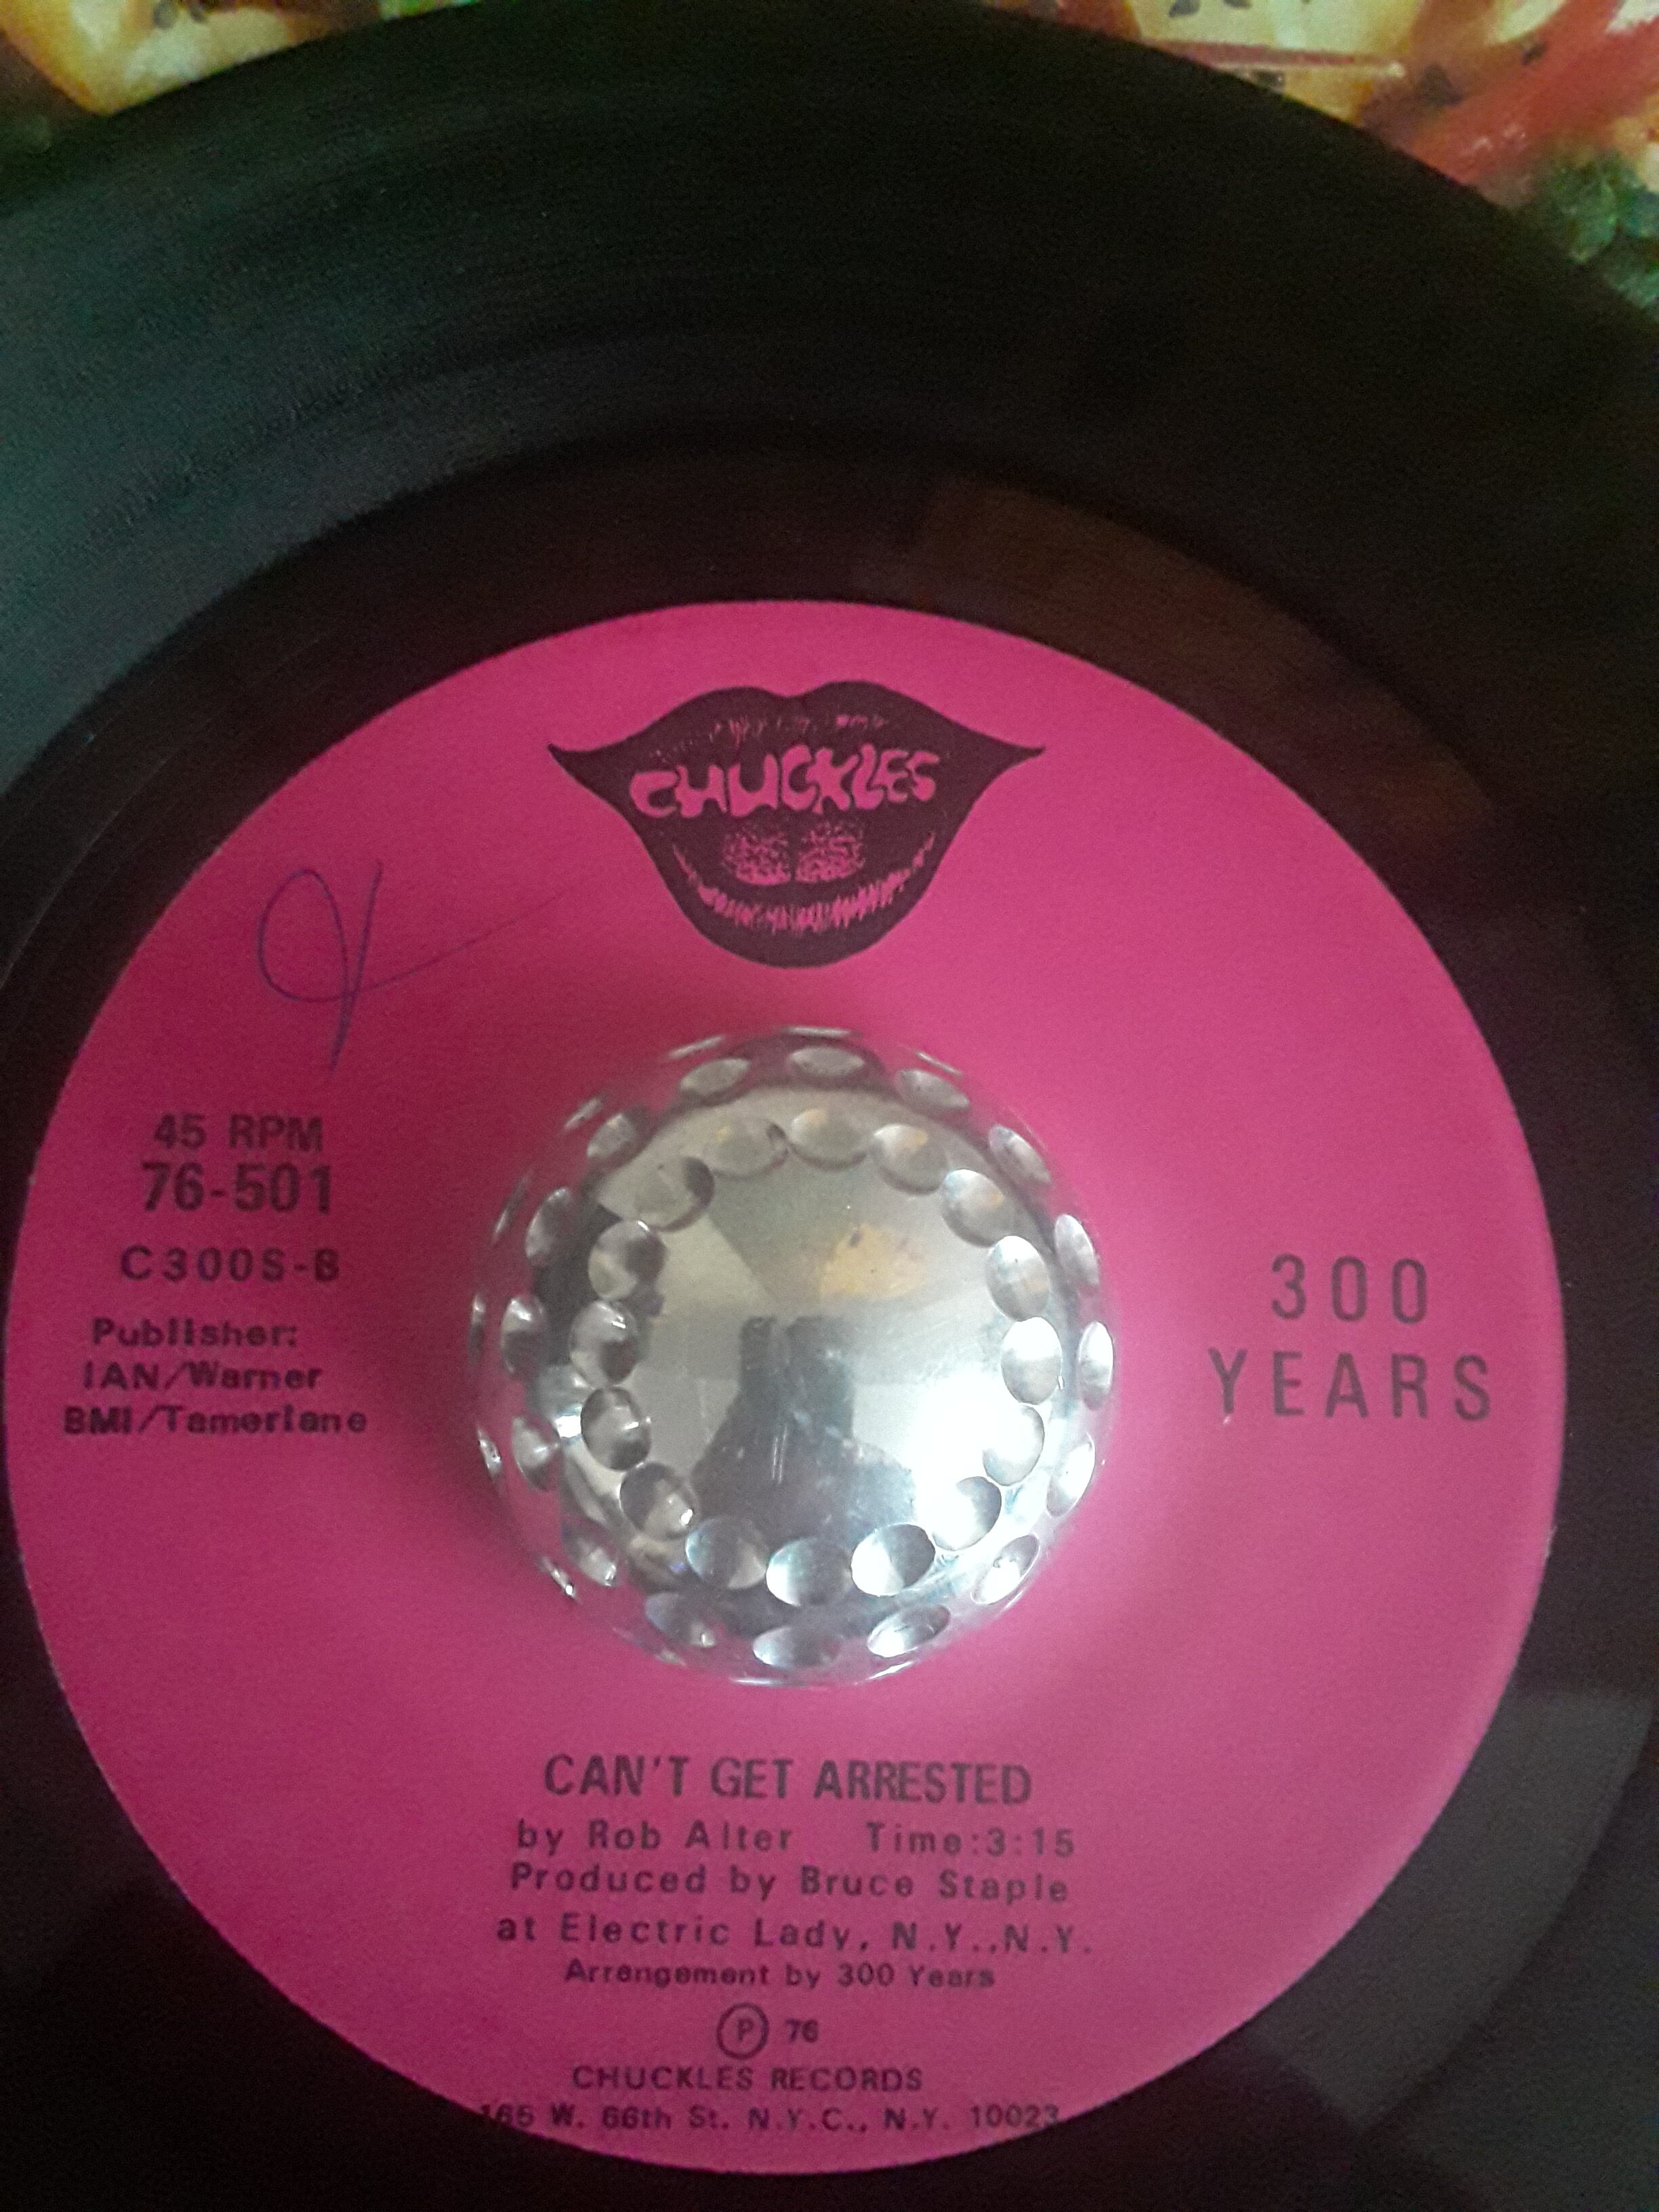 CHUCKLES
45 RPM
76-501
C300S-B
Publisher:
IAN/Warner
BMI/Tamerlane
300
YEARS
CAN'T GET ARRESTED
by Rob Alter Time:3:15
Produced by Bruce Staple
at Electric Lady, N.Y.,N.Y.
Arrangement by 300 Years
Ⓟ 76
CHUCKLES RECORDS
165 W. 66th St. N.Y.C., N.Y. 10023